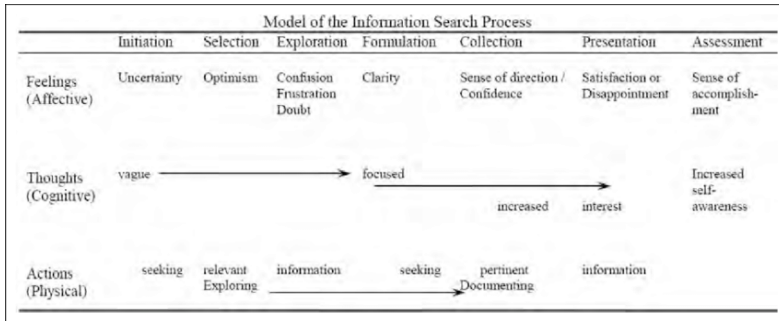 Model of the Information Search Process
Initiation Selection Exploration Formulation Collection Presentation Assessment
Feelings (Affective) Uncertainty Optimism Confusion Frustration Doubt Clarity Sense of direction / Confidence Satisfaction or Disappointment Sense of accomplish-ment
Thoughts (Cognitive) vague focused Increased self-awareness
increased interest
Actions (Physical) seeking relevant information seeking pertinent information
Exploring Documenting